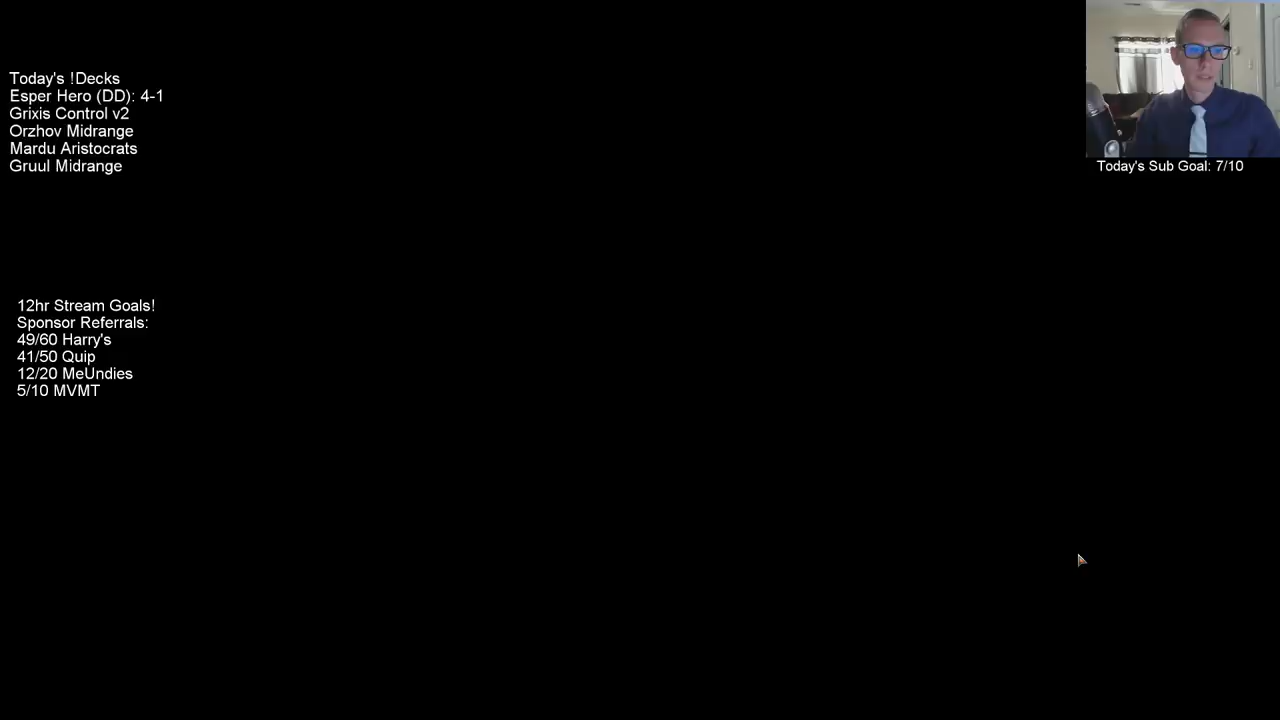 Today's !Decks
Esper Hero (DD): 4-1
Grixis Control v2
Orzhov Midrange
Mardu Aristocrats
Gruul Midrange
Today's Sub Goal: 7/10
12hr Stream Goals!
Sponsor Referrals:
49/60 Harry's
41/50 Quip
12/20 MeUndies
5/10 MVMT